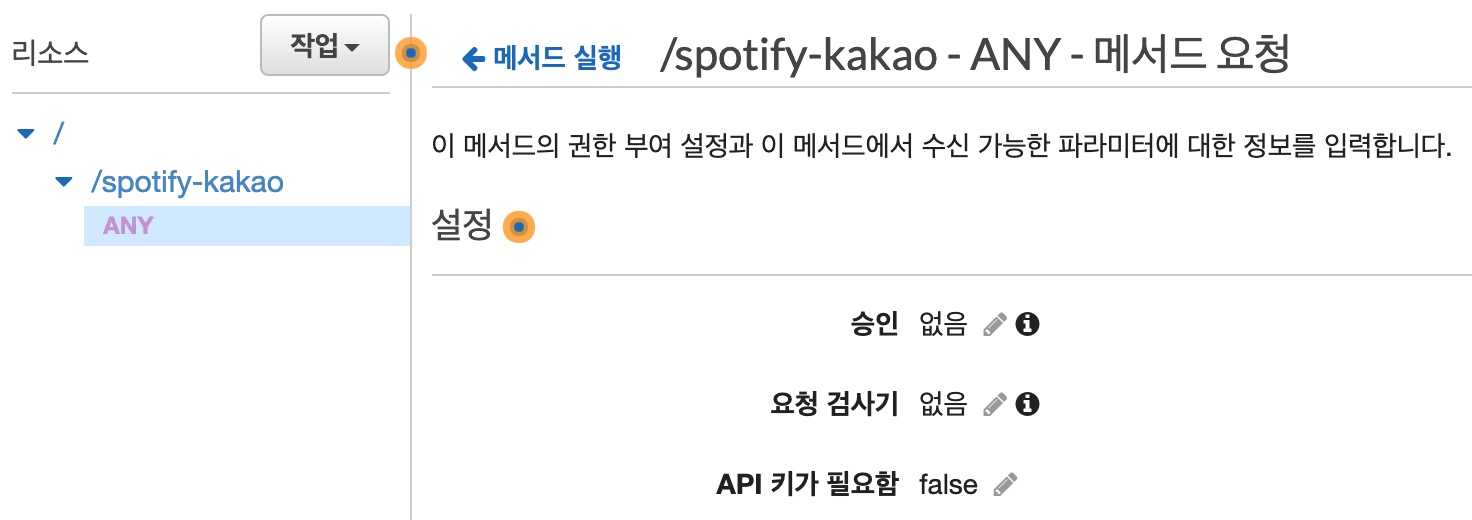 리소스
작업
/
/spotify-kakao
ANY
메서드 실행
/spotify-kakao - ANY - 메서드 요청
이 메서드의 권한 부여 설정과 이 메서드에서 수신 가능한 파라미터에 대한 정보를 입력합니다.
설정
승인 없음
요청 검사기 없음
API 키가 필요함 false